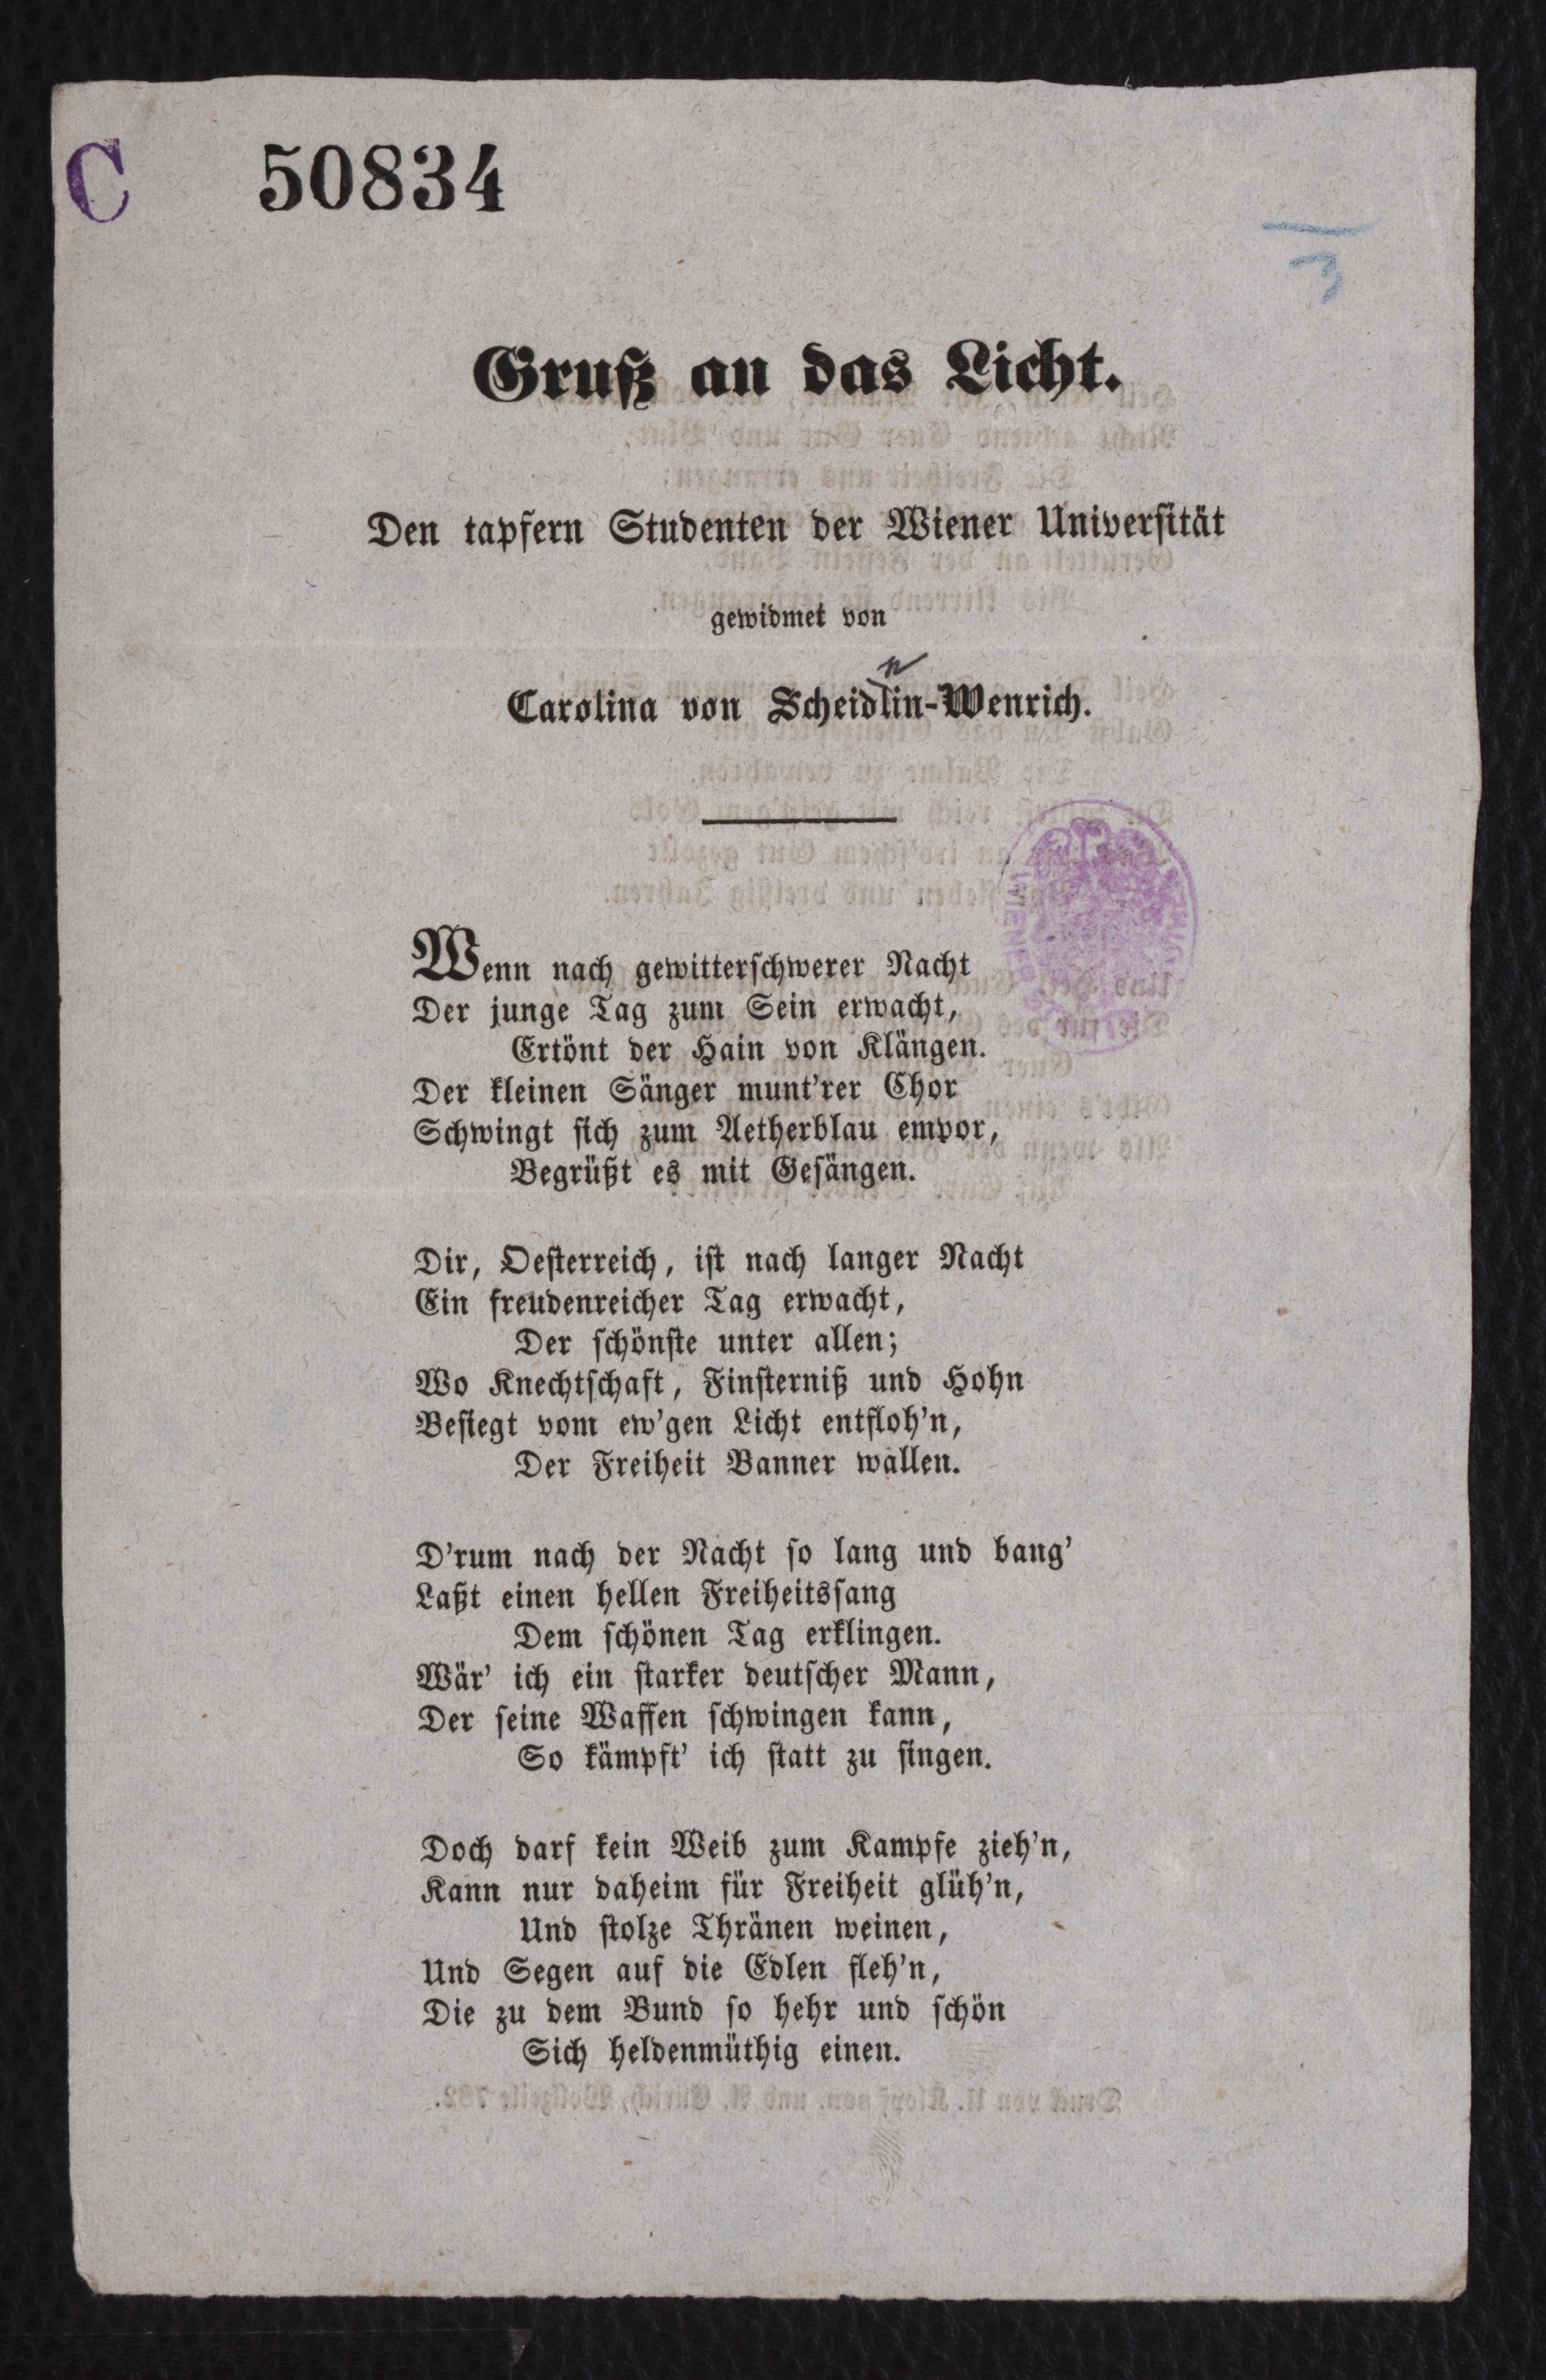 C 50834
Gruß an das Licht.
Den tapfern Studenten der Wiener Universität
gewidmet von
n
Carolina von Scheidlin-Wenrich.
Wenn nach gewitterschwerer Nacht
Der junge Tag zum Sein erwacht,
Ertönt der Hain von Klängen.
Der kleinen Sänger munt'rer Chor
Schwingt sich zum Aetherblau empor,
Begrüßt es mit Gesängen.
Dir, Oesterreich, ist nach langer Nacht
Ein freudenreicher Tag erwacht,
Der schönste unter allen;
Wo Knechtschaft, Finsterniß und Hohn
Besiegt vom ew'gen Licht entfloh'n,
Der Freiheit Banner wallen.
D'rum nach der Nacht so lang und bang'
Laßt einen hellen Freiheitssang
Dem schönen Tag erklingen.
Wär' ich ein starker deutscher Mann,
Der seine Waffen schwingen kann,
So kämpft' ich statt zu singen.
Doch darf kein Weib zum Kampfe zieh'n,
Kann nur daheim für Freiheit glüh'n,
Und stolze Thränen weinen,
Und Segen auf die Edlen fleh'n,
Die zu dem Bund so hehr und schön
Sich heldenmüthig einen.